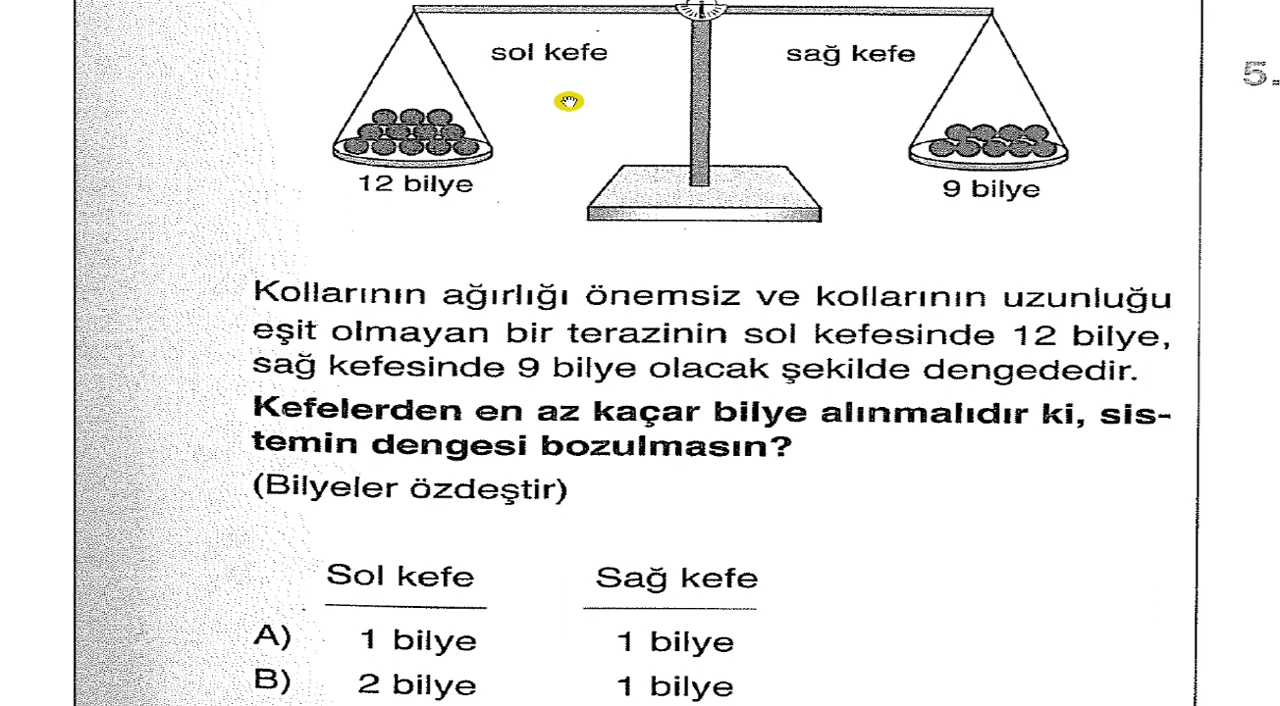 sol kefe
sağ kefe
5.
12 bilye
9 bilye
Kollarının ağırlığı önemsiz ve kollarının uzunluğu
eşit olmayan bir terazinin sol kefesinde 12 bilye,
sağ kefesinde 9 bilye olacak şekilde dengededir.
Kefelerden en az kaçar bilye alınmalıdır ki, sis-
temin dengesi bozulmasın?
(Bilyeler özdeştir)
Sol kefe Sağ kefe
A) 1 bilye 1 bilye
B) 2 bilye 1 bilye